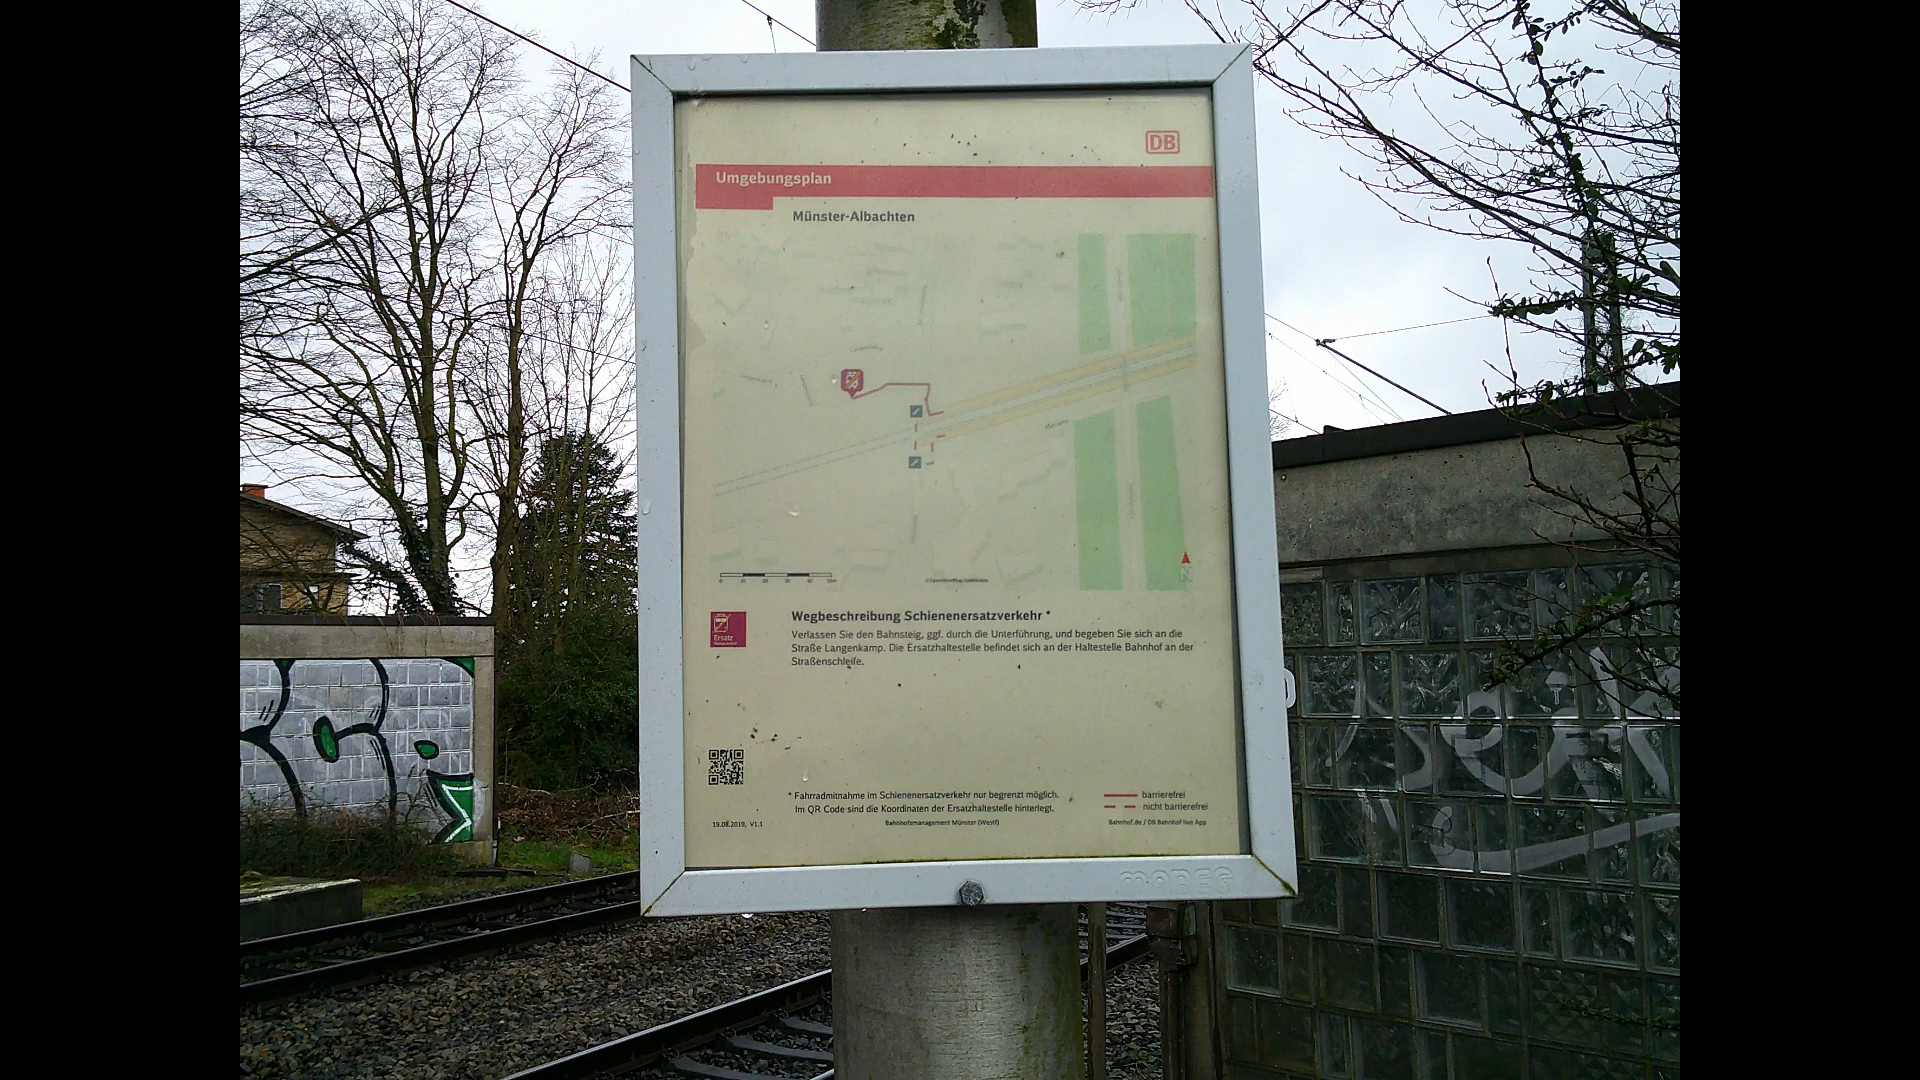 DB
Umgebungsplan
Münster-Albachten
N
Wegbeschreibung Schienenersatzverkehr *
Ersatz
Verlassen Sie den Bahnsteig, ggf. durch die Unterführung, und begeben Sie sich an die
Straße Langenkamp. Die Ersatzhaltestelle befindet sich an der Haltestelle Bahnhof an der
Straßenschleife.
* Fahrradmitnahme im Schienenersatzverkehr nur begrenzt möglich.
Im QR Code sind die Koordinaten der Ersatzhaltestelle hinterlegt.
barrierefrei
nicht barrierefrei
19.08.2019, V1.1
Bahnhofsmanagement Münster (Westf)
Bahnhof.de / DB Bahnhof live App